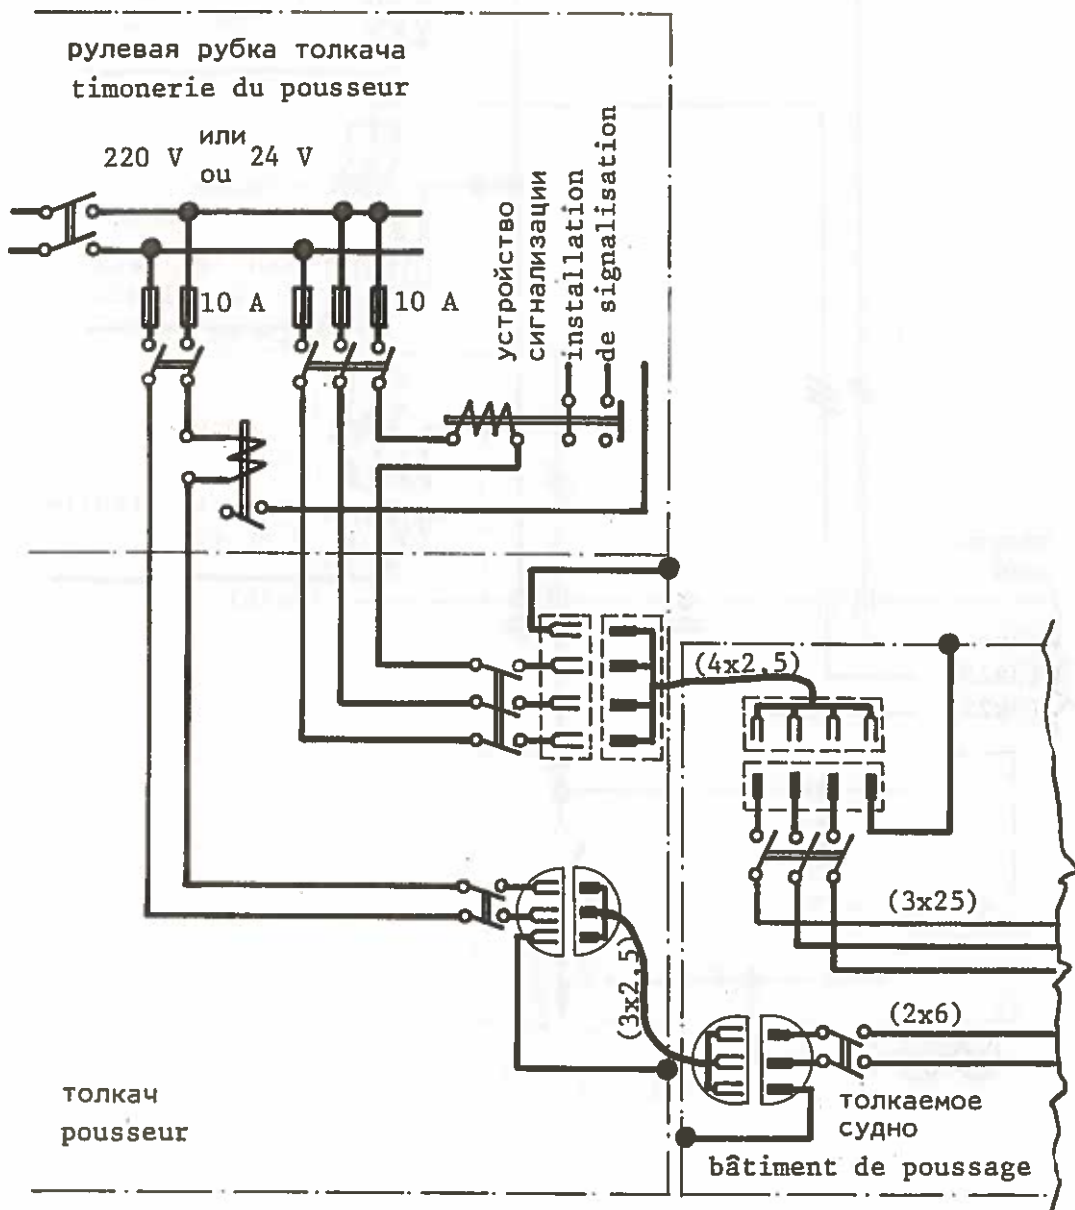 рулевая рубка толкача
timonerie du pousseur
220 V или 24 V
ou
устройство
сигнализации
installation
de signalisation
10 A
10 A
(4x2,5)
(3x25)
(3x2,5)
(2x6)
толкач
pousseur
толкаемое
судно
bâtiment de poussage